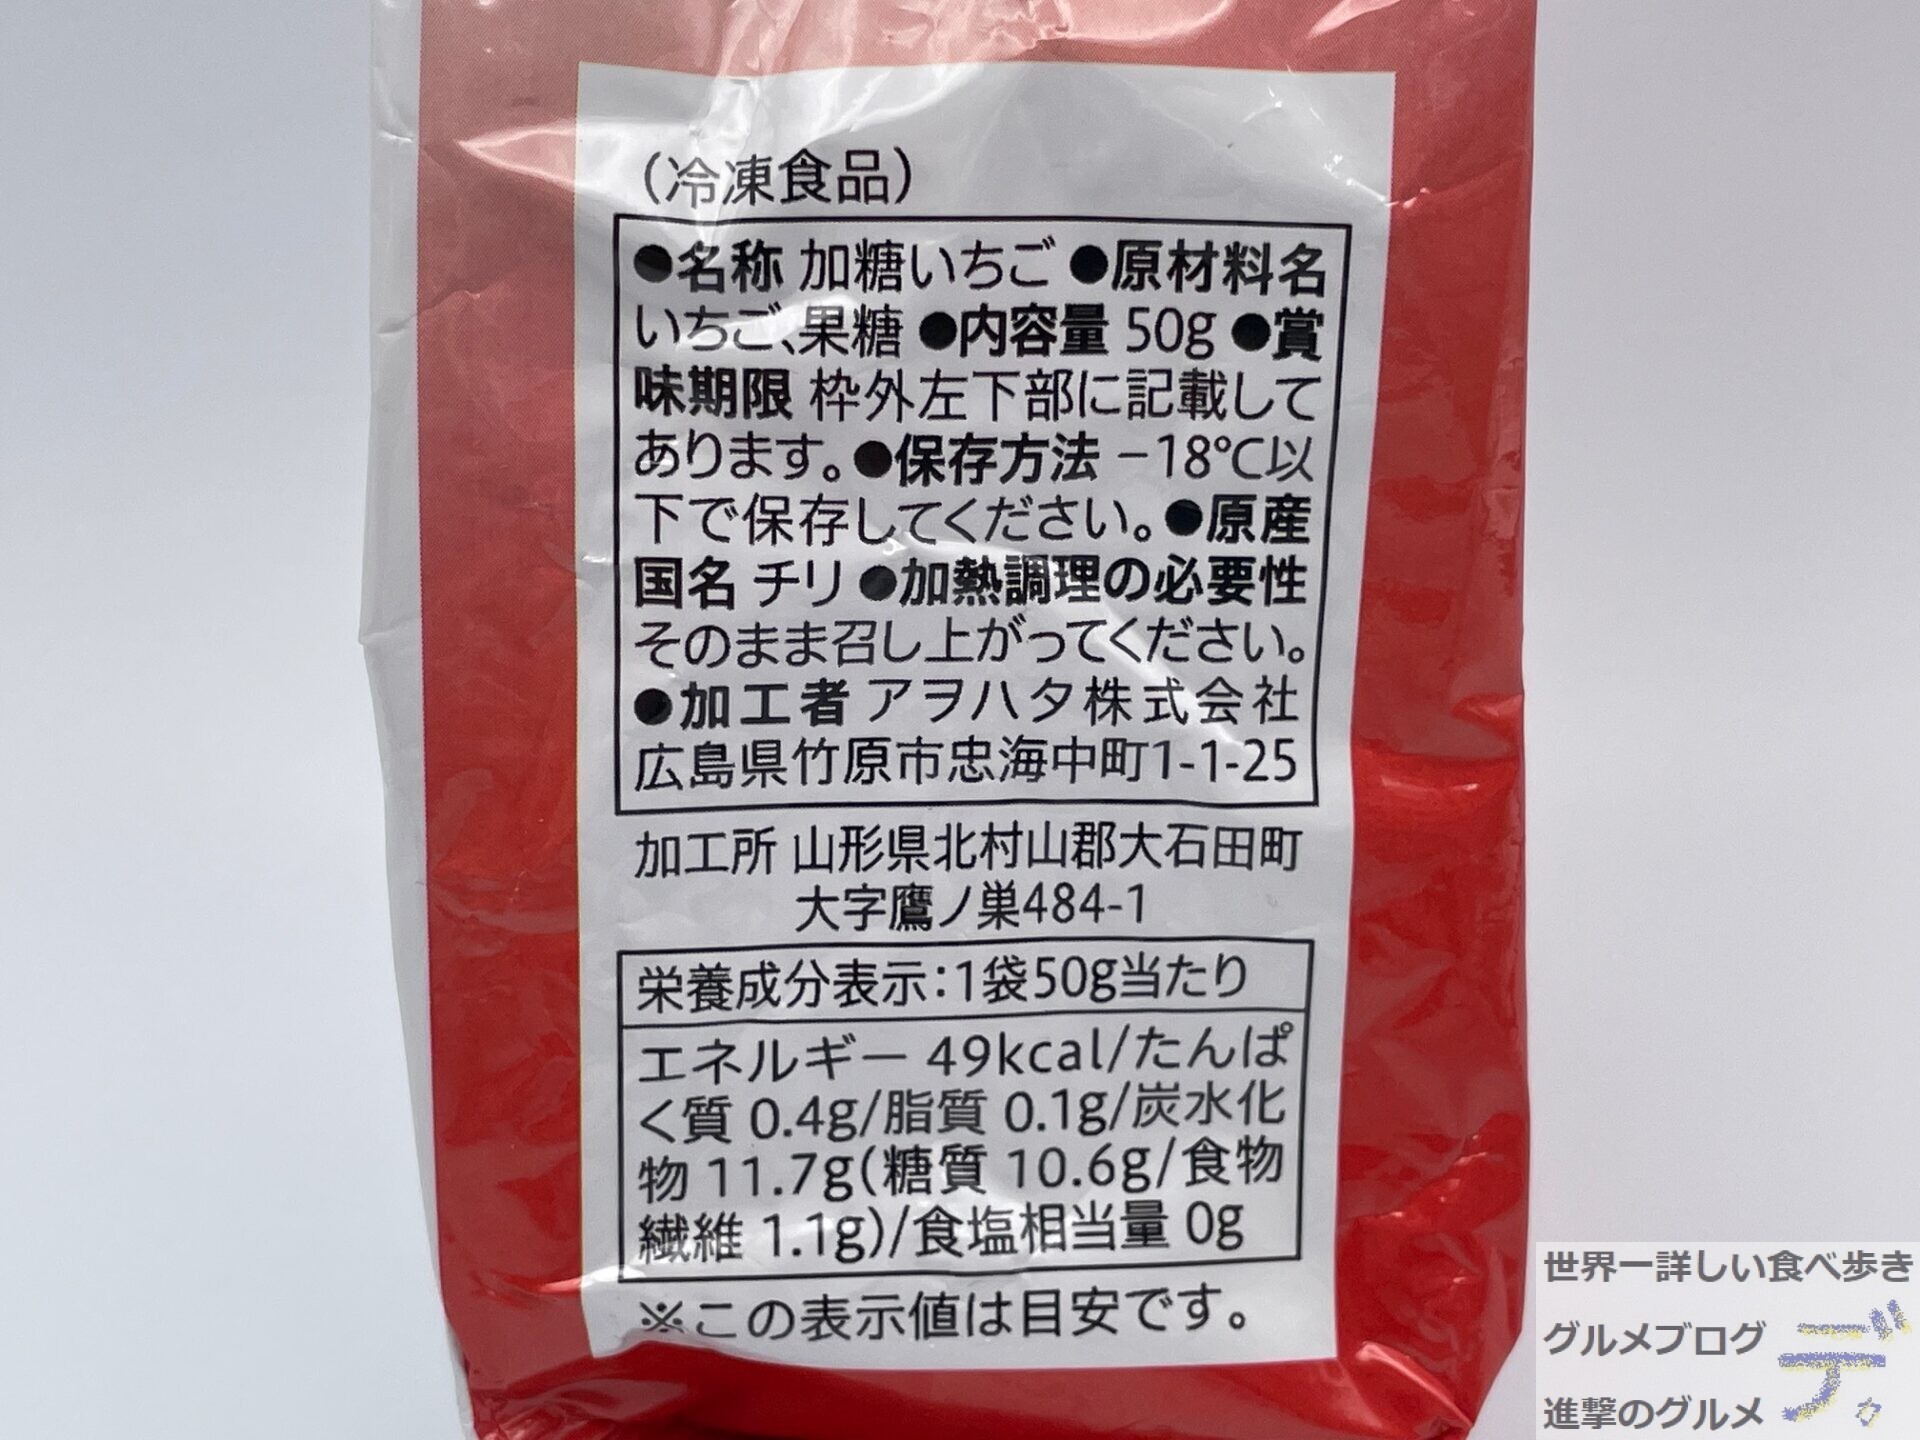 （冷凍食品）
●名称 加糖いちご ●原材料名
いちご、果糖 ●内容量 50g ●賞
味期限 枠外左下部に記載して
あります。●保存方法 −18℃以
下で保存してください。●原産
国名 チリ ●加熱調理の必要性
そのまま召し上がってください。
●加工者 アヲハタ株式会社
広島県竹原市忠海中町1-1-25
加工所 山形県北村山郡大石田町
大字鷹ノ巣484-1
栄養成分表示：1袋50g当たり
エネルギー 49kcal/たんぱ
く質 0.4g/脂質 0.1g/炭水化
物 11.7g(糖質 10.6g/食物
繊維 1.1g)/食塩相当量 0g
※この表示値は目安です。
世界一詳しい食べ歩き
グルメブログ
進撃のグルメ
デ。